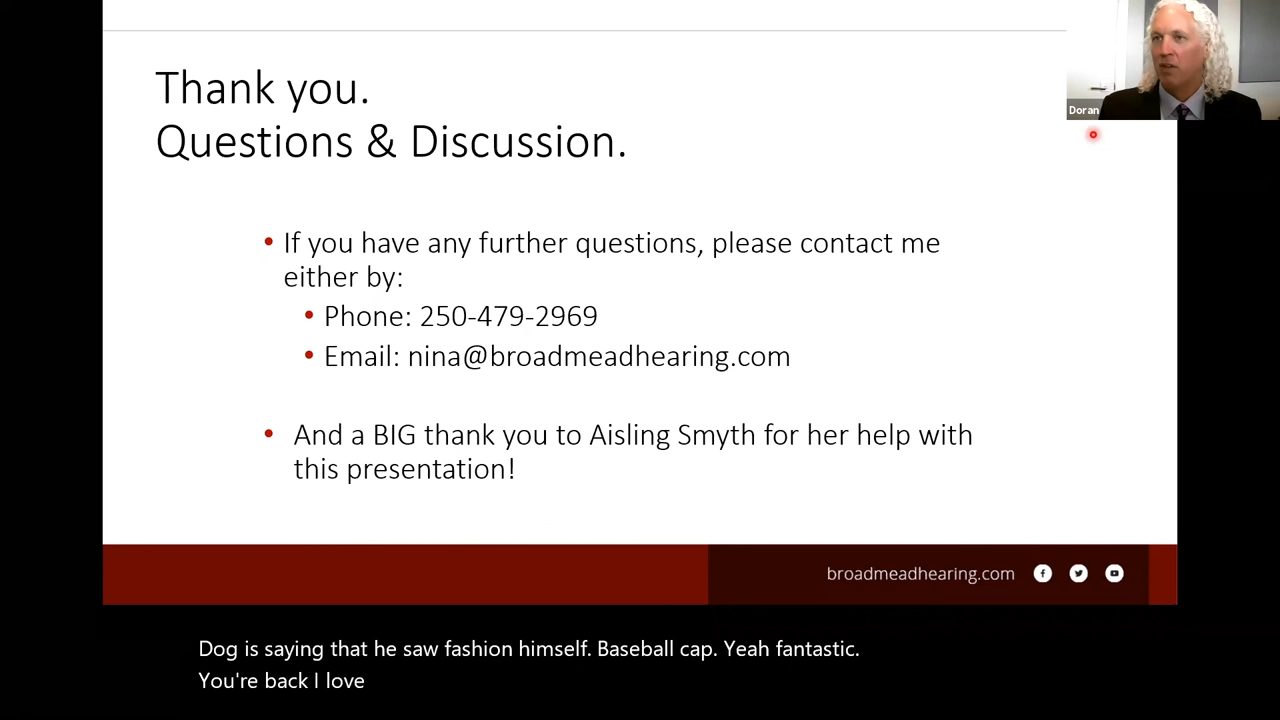 Thank you.
Questions & Discussion.
Doran
• If you have any further questions, please contact me
either by:
• Phone: 250-479-2969
• Email: nina@broadmeadhearing.com
• And a BIG thank you to Aisling Smyth for her help with
this presentation!
broadmeadhearing.com
Dog is saying that he saw fashion himself. Baseball cap. Yeah fantastic.
You're back I love